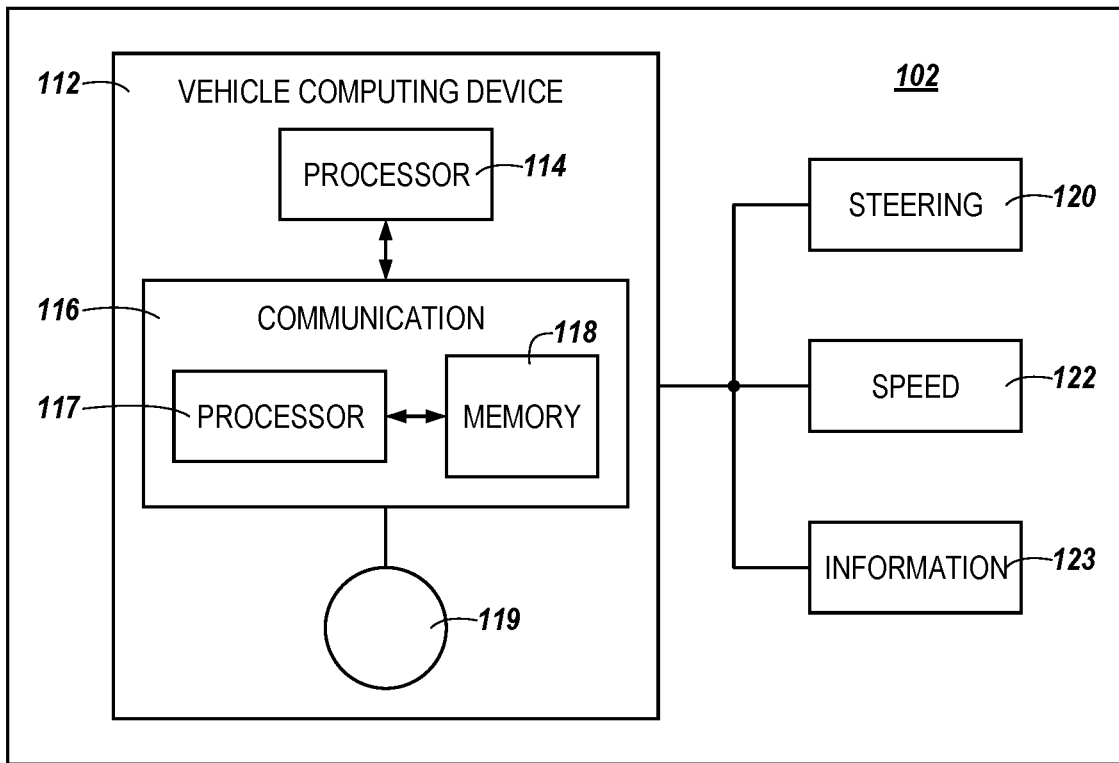 112
VEHICLE COMPUTING DEVICE
102
PROCESSOR
114
STEERING
120
116
COMMUNICATION
118
117
PROCESSOR
MEMORY
SPEED
122
INFORMATION
123
119